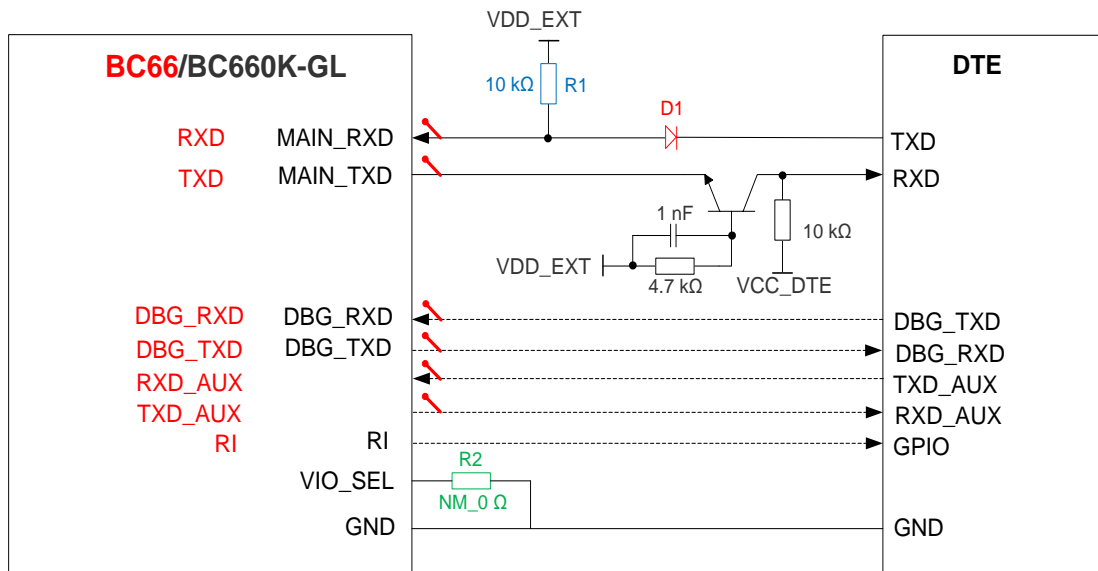 VDD_EXT
BC66/BC660K-GL
DTE
10 kΩ R1
D1
RXD MAIN_RXD
TXD
TXD MAIN_TXD
RXD
1 nF
10 kΩ
VDD_EXT
4.7 kΩ
VCC_DTE
DBG_RXD DBG_RXD
DBG_TXD
DBG_TXD DBG_TXD
DBG_RXD
RXD_AUX
TXD_AUX
TXD_AUX
RXD_AUX
RI RI
GPIO
R2
VIO_SEL
NM_0 Ω
GND
GND